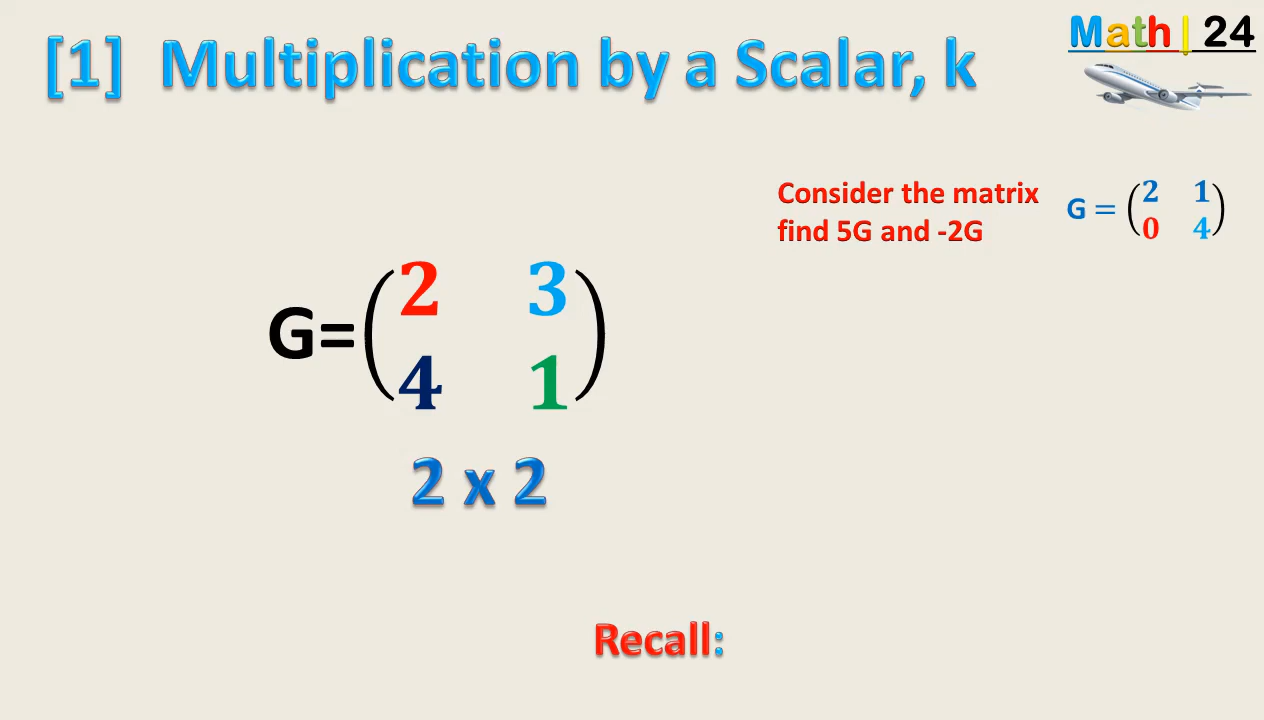 [1] Multiplication by a Scalar, k
Math|24
Consider the matrix
find 5G and -2G
G = (2 1
0 4)
G=(2 3
4 1)
2 x 2
Recall: